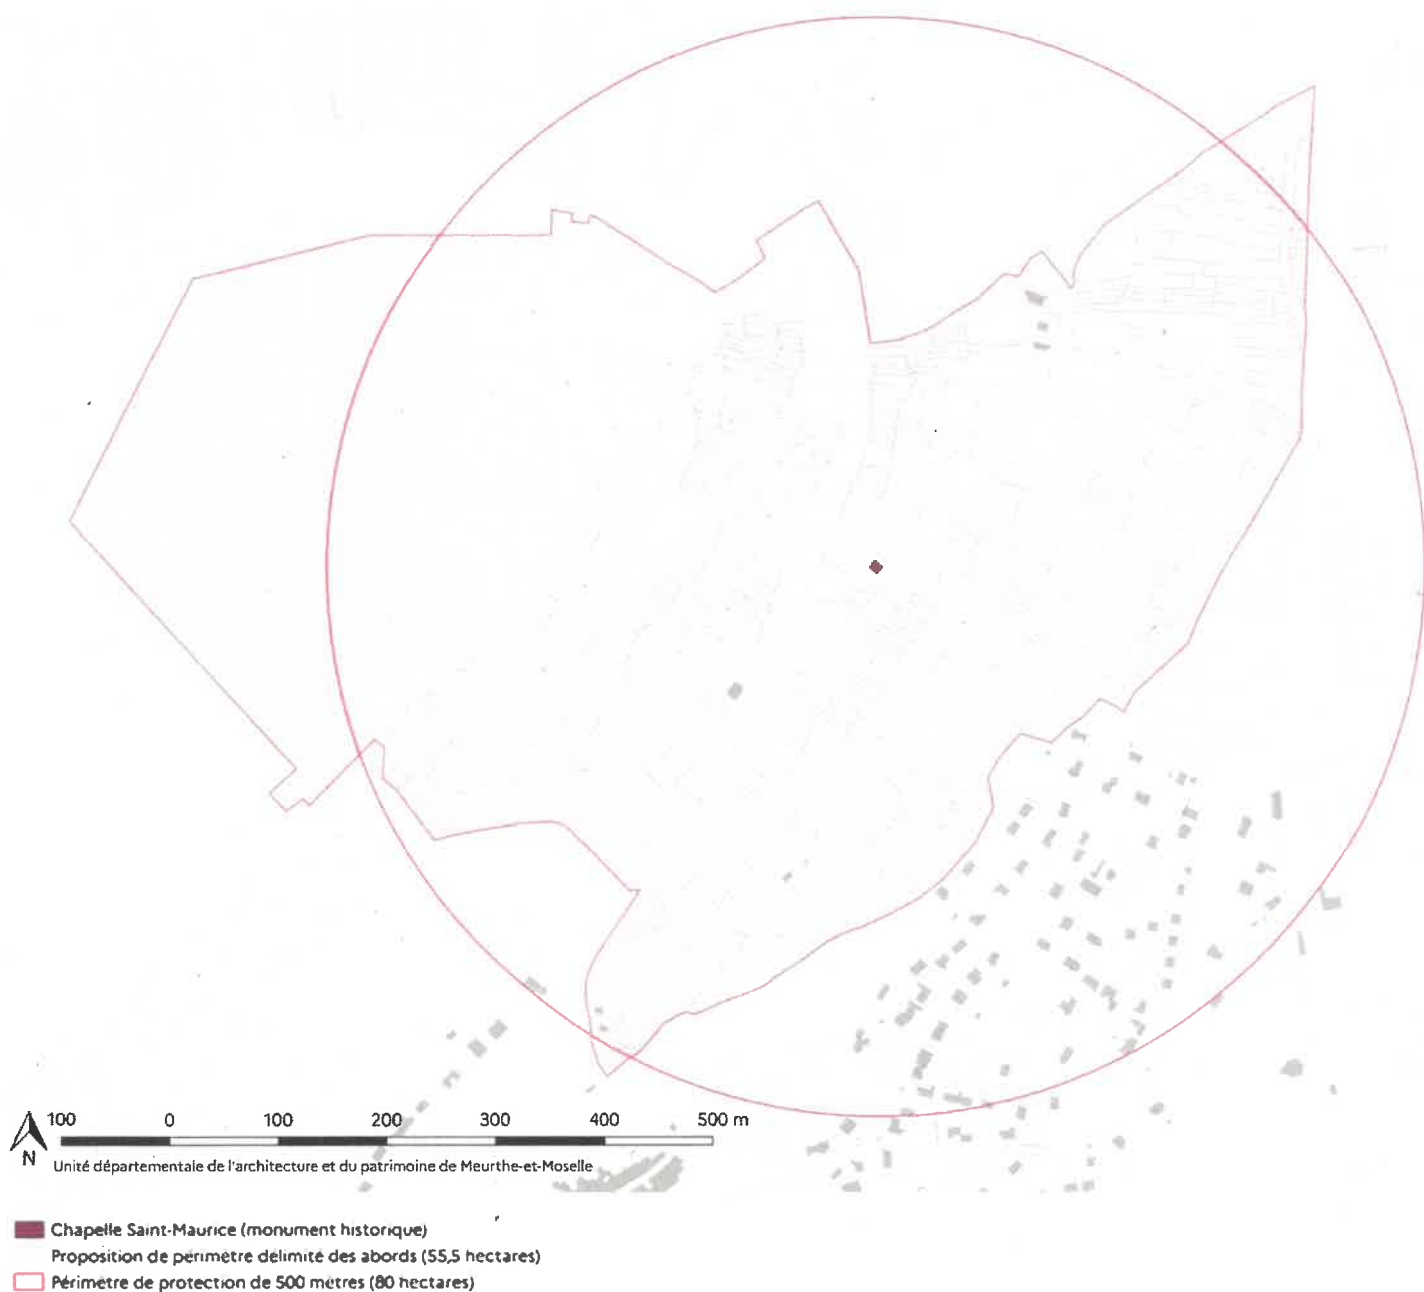 100 0 100 200 300 400 500 m
N
Unité départementale de l'architecture et du patrimoine de Meurthe-et-Moselle
Chapelle Saint-Maurice (monument historique)
Proposition de périmètre délimité des abords (55,5 hectares)
Périmètre de protection de 500 mètres (80 hectares)